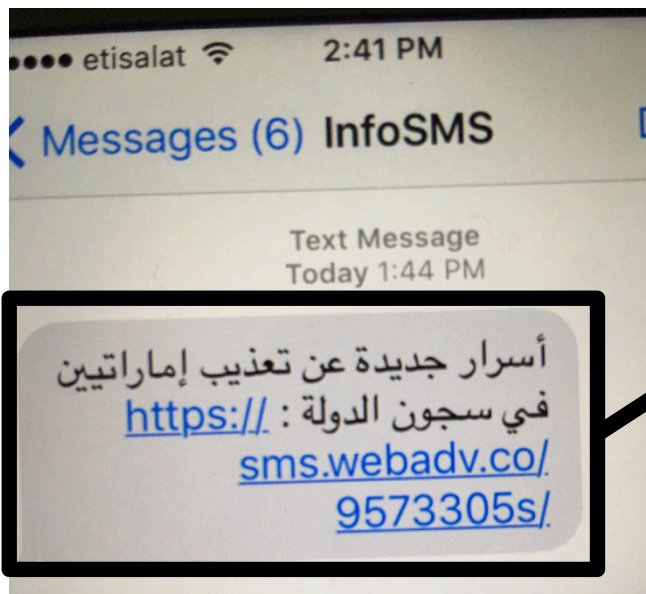 etisalat 2:41 PM
Messages (6) InfoSMS
Text Message
Today 1:44 PM
أسرار جديدة عن تعذيب إماراتيين
في سجون الدولة : https://
sms.webadv.co/
9573305s/